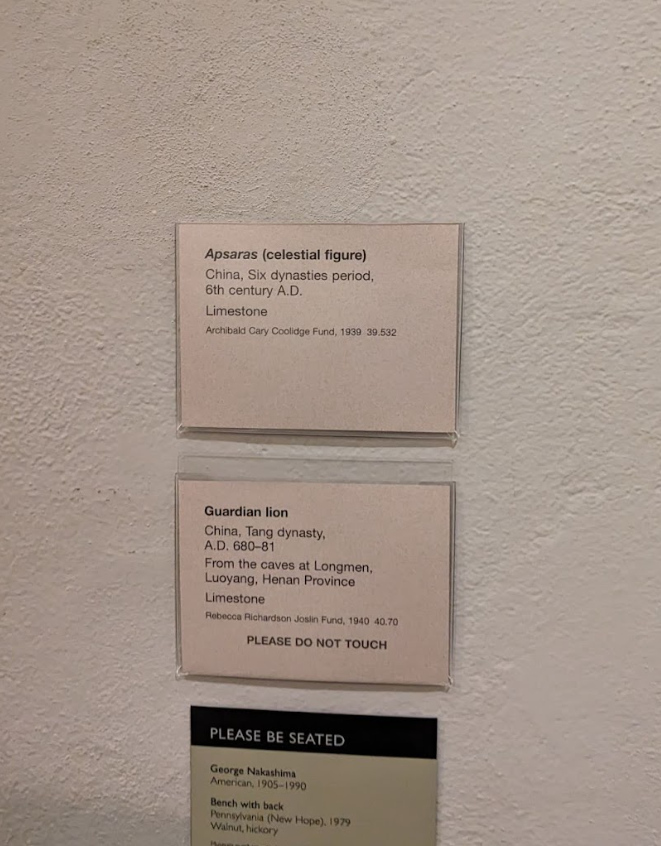 Apsaras (celestial figure)
China, Six dynasties period,
6th century A.D.
Limestone
Archibald Cary Coolidge Fund, 1939 39.532
Guardian lion
China, Tang dynasty,
A.D. 680–81
From the caves at Longmen,
Luoyang, Henan Province
Limestone
Rebecca Richardson Joslin Fund, 1940 40.70
PLEASE DO NOT TOUCH
PLEASE BE SEATED
George Nakashima
American, 1905–1990
Bench with back
Pennsylvania (New Hope), 1979
Walnut, hickory